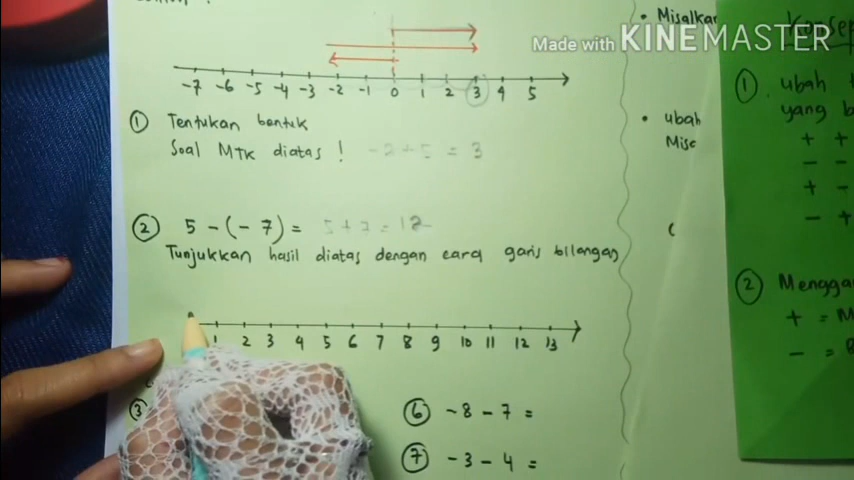 Made with KINEMASTER
-7 -6 -5 -4 -3 -2 -1 0 1 2 3 4 5
① Tentukan bentuk
Soal MTK diatas ! -2 + 5 = 3
② 5 - (- 7) = 5 + 7 = 12
Tunjukkan hasil diatas dengan cara garis bilangan
1 2 3 4 5 6 7 8 9 10 11 12 13
③
⑥ -8 - 7 =
⑦ -3 - 4 =
• Misalkan
• ubah
Misc
(
Konsep
① ubah
yang b
+ +
- -
+ -
- +
② Mengga
+ = M
- =